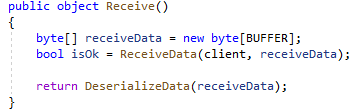 public object Receive()
{
byte[] receiveData = new byte[BUFFER];
bool isOk = ReceiveData(client, receiveData);
return DeserializeData(receiveData);
}